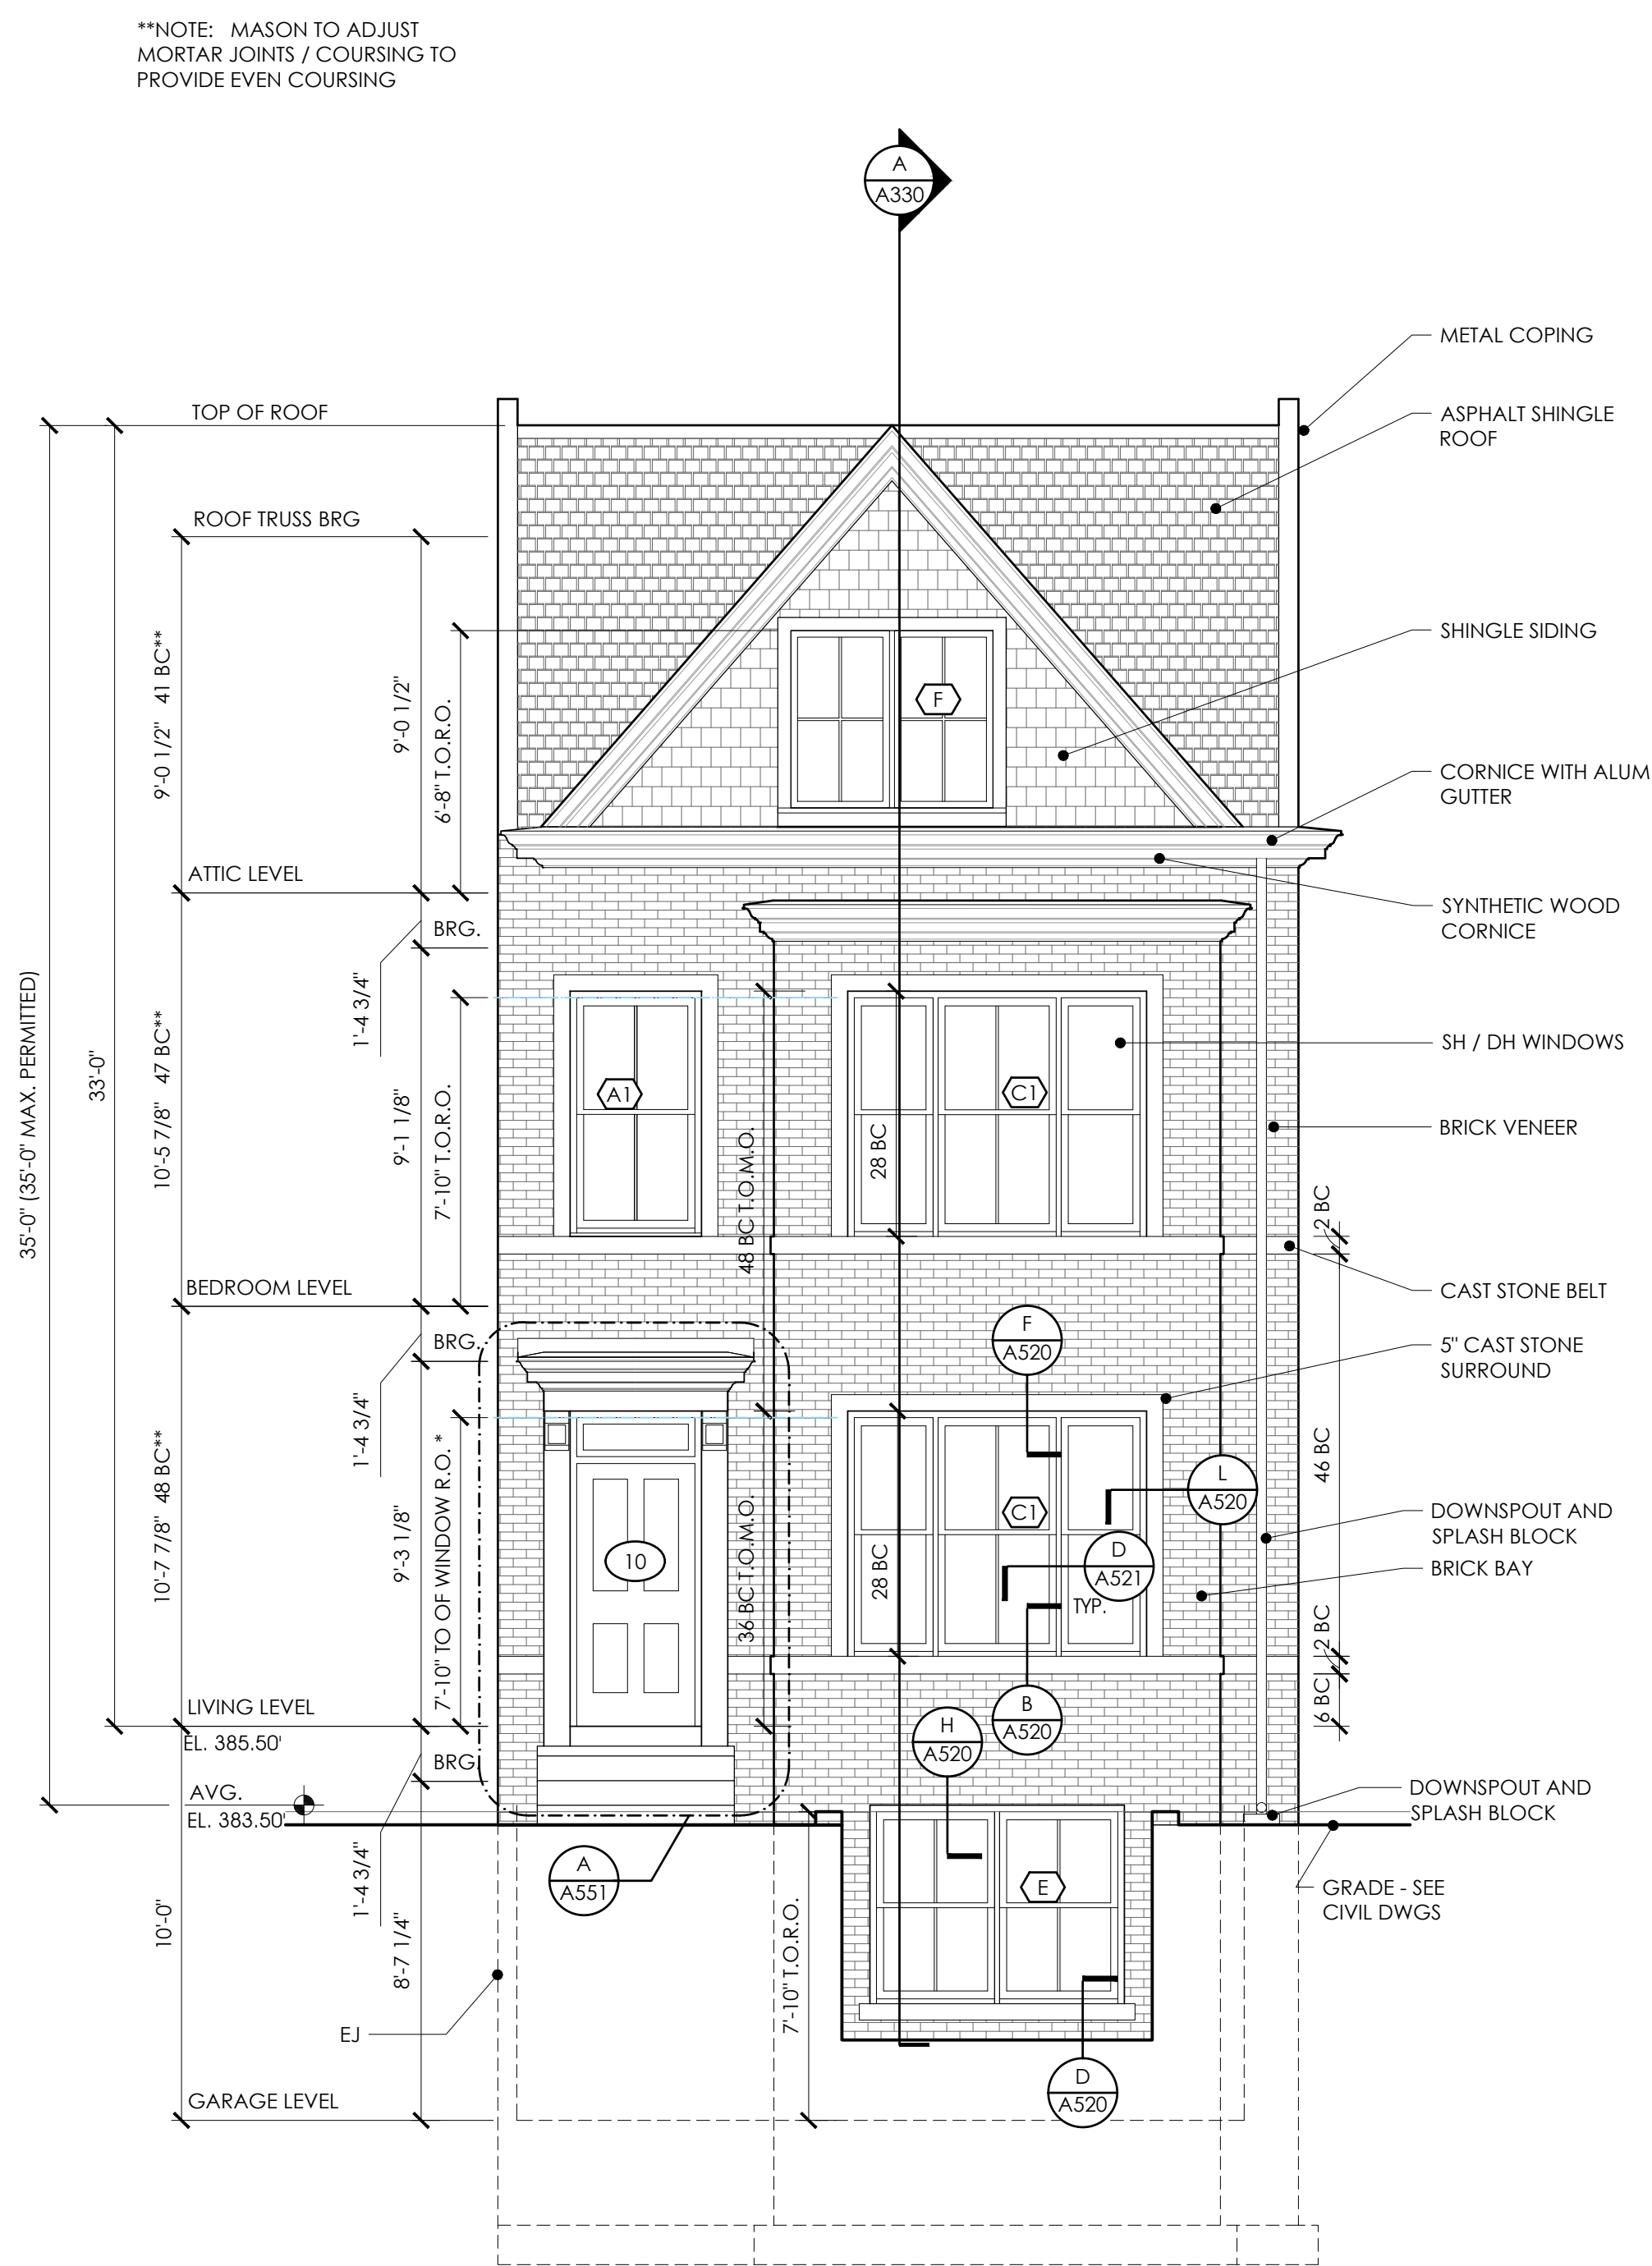 **NOTE: MASON TO ADJUST
MORTAR JOINTS / COURSING TO
PROVIDE EVEN COURSING
A
A330
METAL COPING
ASPHALT SHINGLE
ROOF
SHINGLE SIDING
CORNICE WITH ALUM
GUTTER
SYNTHETIC WOOD
CORNICE
SH / DH WINDOWS
BRICK VENEER
CAST STONE BELT
5" CAST STONE
SURROUND
DOWNSPOUT AND
SPLASH BLOCK
BRICK BAY
DOWNSPOUT AND
SPLASH BLOCK
GRADE - SEE
CIVIL DWGS
TOP OF ROOF
ROOF TRUSS BRG
ATTIC LEVEL
BRG.
BEDROOM LEVEL
BRG.
LIVING LEVEL
EL. 385.50'
BRG.
AVG.
EL. 383.50'
EJ
GARAGE LEVEL
35'-0" (35'-0" MAX. PERMITTED)
33'-0"
9'-0 1/2" 41 BC**
10'-5 7/8" 47 BC**
10'-7 7/8" 48 BC**
10'-0"
9'-0 1/2"
1'-4 3/4"
9'-1 1/8"
1'-4 3/4"
9'-3 1/8"
1'-4 3/4"
8'-7 1/4"
6'-8" T.O.R.O.
7'-10" T.O.R.O.
7'-10" TO OF WINDOW R.O. *
48 BC T.O.M.O.
36 BC T.O.M.O.
7'-10" T.O.R.O.
28 BC
28 BC
2 BC
46 BC
2 BC
6 BC
F
A1
C1
C1
E
10
F
A520
L
A520
D
A521
TYP.
B
A520
H
A520
A
A551
D
A520